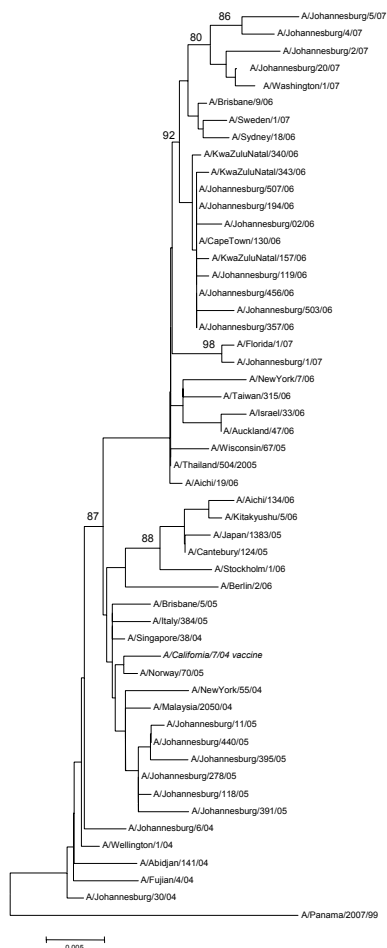 86
A/Johannesburg/5/07
80
A/Johannesburg/4/07
A/Johannesburg/2/07
A/Johannesburg/20/07
A/Washington/1/07
A/Brisbane/9/06
A/Sweden/1/07
92
A/Sydney/18/06
A/KwaZuluNatal/340/06
A/KwaZuluNatal/343/06
A/Johannesburg/507/06
A/Johannesburg/194/06
A/Johannesburg/02/06
A/CapeTown/130/06
A/KwaZuluNatal/157/06
A/Johannesburg/119/06
A/Johannesburg/456/06
A/Johannesburg/503/06
A/Johannesburg/357/06
98
A/Florida/1/07
A/Johannesburg/1/07
A/NewYork/7/06
A/Taiwan/315/06
A/Israel/33/06
A/Auckland/47/06
A/Wisconsin/67/05
A/Thailand/504/2005
A/Aichi/19/06
A/Aichi/134/06
87
A/Kitakyushu/5/06
A/Japan/1383/05
88
A/Cantebury/124/05
A/Stockholm/1/06
A/Berlin/2/06
A/Brisbane/5/05
A/Italy/384/05
A/Singapore/38/04
A/California/7/04 vaccine
A/Norway/70/05
A/NewYork/55/04
A/Malaysia/2050/04
A/Johannesburg/11/05
A/Johannesburg/440/05
A/Johannesburg/395/05
A/Johannesburg/278/05
A/Johannesburg/118/05
A/Johannesburg/391/05
A/Johannesburg/6/04
A/Wellington/1/04
A/Abidjan/141/04
A/Fujian/4/04
A/Johannesburg/30/04
A/Panama/2007/99
0.005